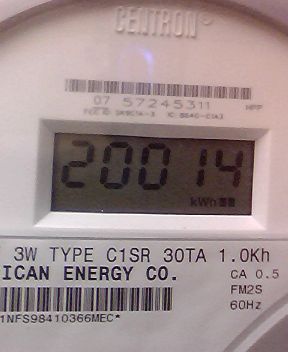 CENTRON
07 57245311
20014
kWh
3W TYPE C1SR 30TA 1.0Kh
ICAN ENERGY CO. CA 0.5
FM2S
60Hz
1NFS98410366MEC*